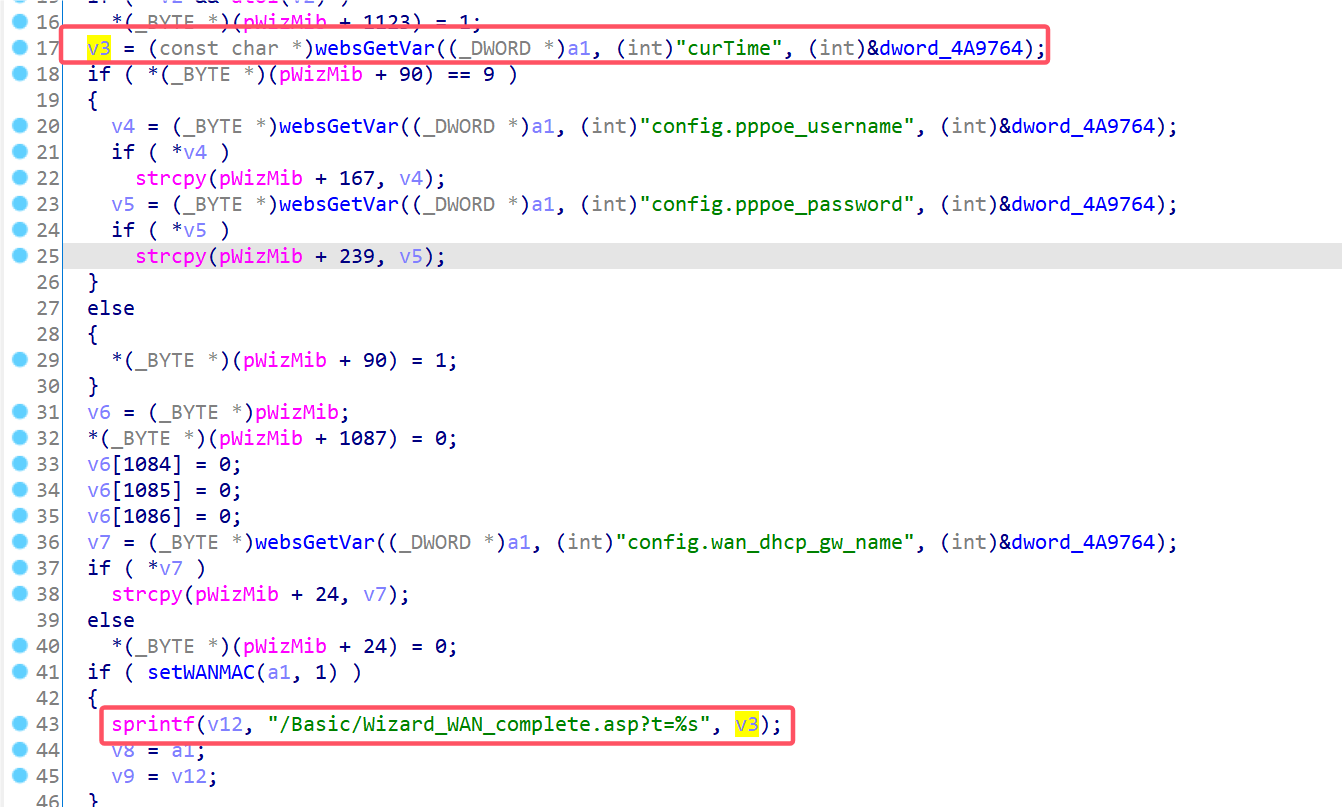 16 *(_BYTE *)(pWizMib + 1123) = 1;
17 v3 = (const char *)websGetVar((_DWORD *)a1, (int)"curTime", (int)&dword_4A9764);
18 if ( *(_BYTE *)(pWizMib + 90) == 9 )
19 {
20 v4 = (_BYTE *)websGetVar((_DWORD *)a1, (int)"config.pppoe_username", (int)&dword_4A9764);
21 if ( *v4 )
22 strcpy(pWizMib + 167, v4);
23 v5 = (_BYTE *)websGetVar((_DWORD *)a1, (int)"config.pppoe_password", (int)&dword_4A9764);
24 if ( *v5 )
25 strcpy(pWizMib + 239, v5);
26 }
27 else
28 {
29 *(_BYTE *)(pWizMib + 90) = 1;
30 }
31 v6 = (_BYTE *)pWizMib;
32 *(_BYTE *)(pWizMib + 1087) = 0;
33 v6[1084] = 0;
34 v6[1085] = 0;
35 v6[1086] = 0;
36 v7 = (_BYTE *)websGetVar((_DWORD *)a1, (int)"config.wan_dhcp_gw_name", (int)&dword_4A9764);
37 if ( *v7 )
38 strcpy(pWizMib + 24, v7);
39 else
40 *(_BYTE *)(pWizMib + 24) = 0;
41 if ( setWANMAC(a1, 1) )
42 {
43 sprintf(v12, "/Basic/Wizard_WAN_complete.asp?t=%s", v3);
44 v8 = a1;
45 v9 = v12;
46 }